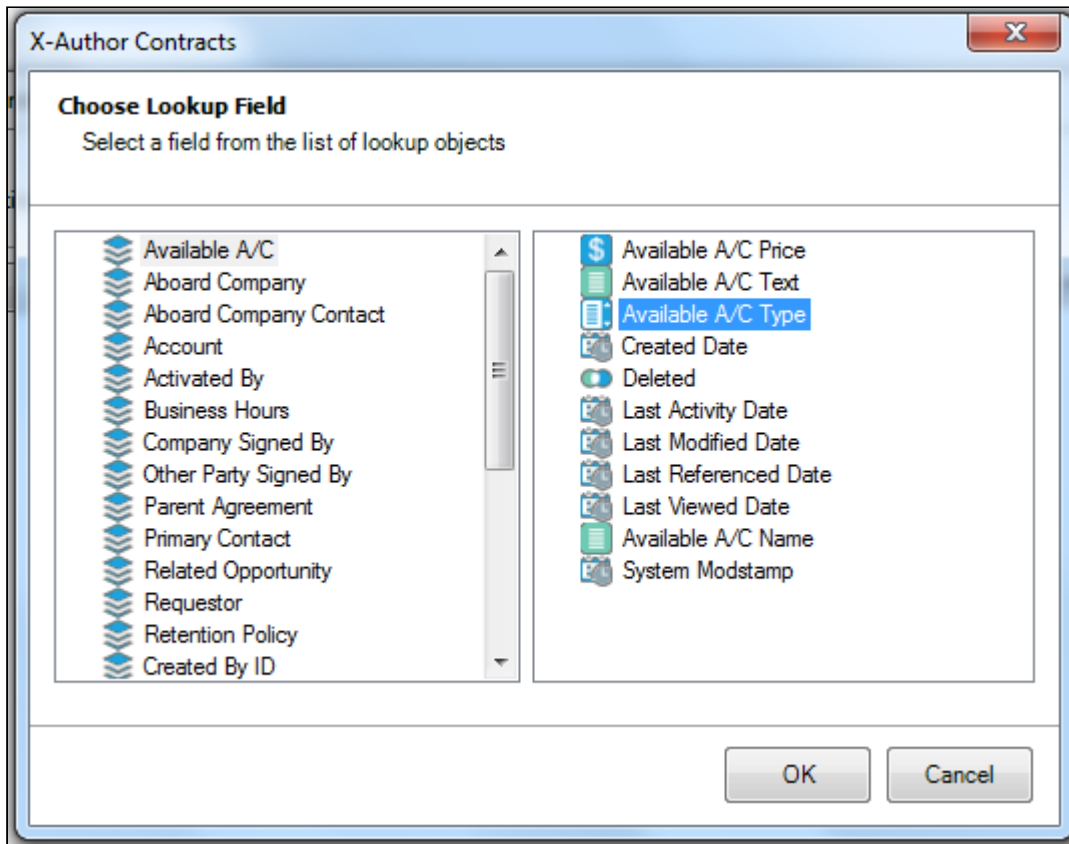 X-Author Contracts
Choose Lookup Field
Select a field from the list of lookup objects
Available A/C
Aboard Company
Aboard Company Contact
Account
Activated By
Business Hours
Company Signed By
Other Party Signed By
Parent Agreement
Primary Contact
Related Opportunity
Requestor
Retention Policy
Created By ID
Available A/C Price
Available A/C Text
Available A/C Type
Created Date
Deleted
Last Activity Date
Last Modified Date
Last Referenced Date
Last Viewed Date
Available A/C Name
System Modstamp
OK
Cancel